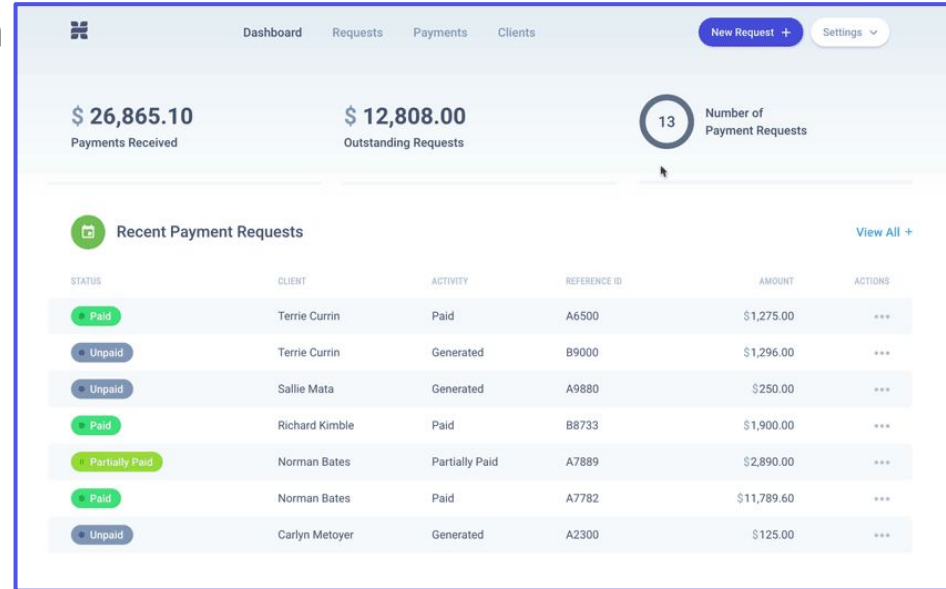 Dashboard Requests Payments Clients New Request + Settings
$ 26,865.10 $ 12,808.00 13 Number of
Payments Received Outstanding Requests Payment Requests
Recent Payment Requests View All +
STATUS CLIENT ACTIVITY REFERENCE ID AMOUNT ACTIONS
Paid Terrie Currin Paid A6500 $1,275.00
Unpaid Terrie Currin Generated B9000 $1,296.00
Unpaid Sallie Mata Generated A9880 $250.00
Paid Richard Kimble Paid B8733 $1,900.00
Partially Paid Norman Bates Partially Paid A7889 $2,890.00
Paid Norman Bates Paid A7782 $11,789.60
Unpaid Carlyn Metoyer Generated A2300 $125.00